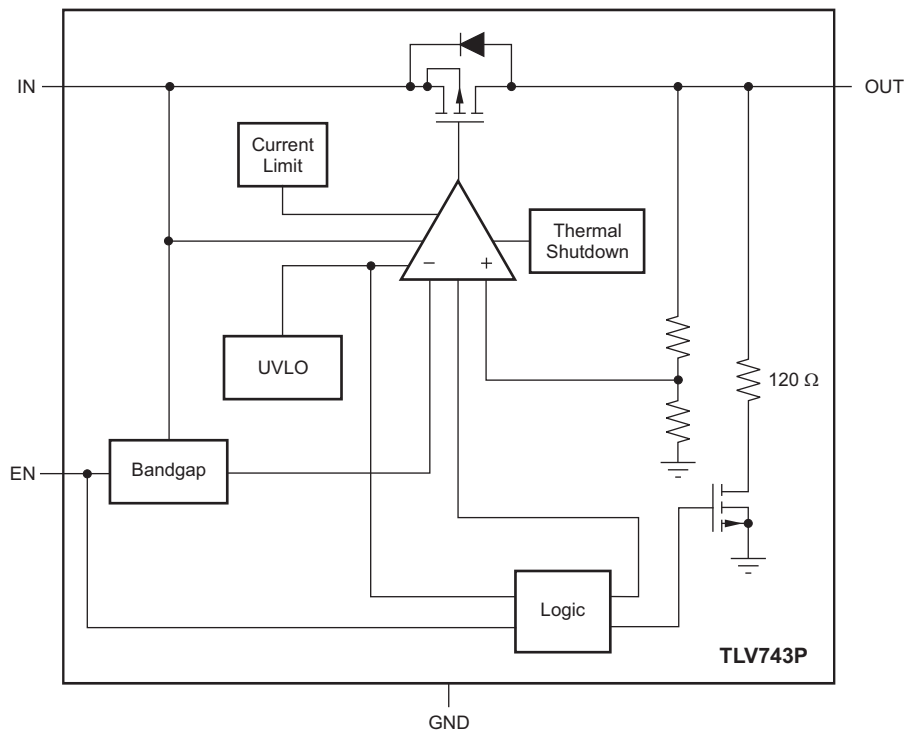 IN
OUT
Current
Limit
Thermal
Shutdown
−
+
UVLO
120 Ω
EN
Bandgap
Logic
TLV743P
GND